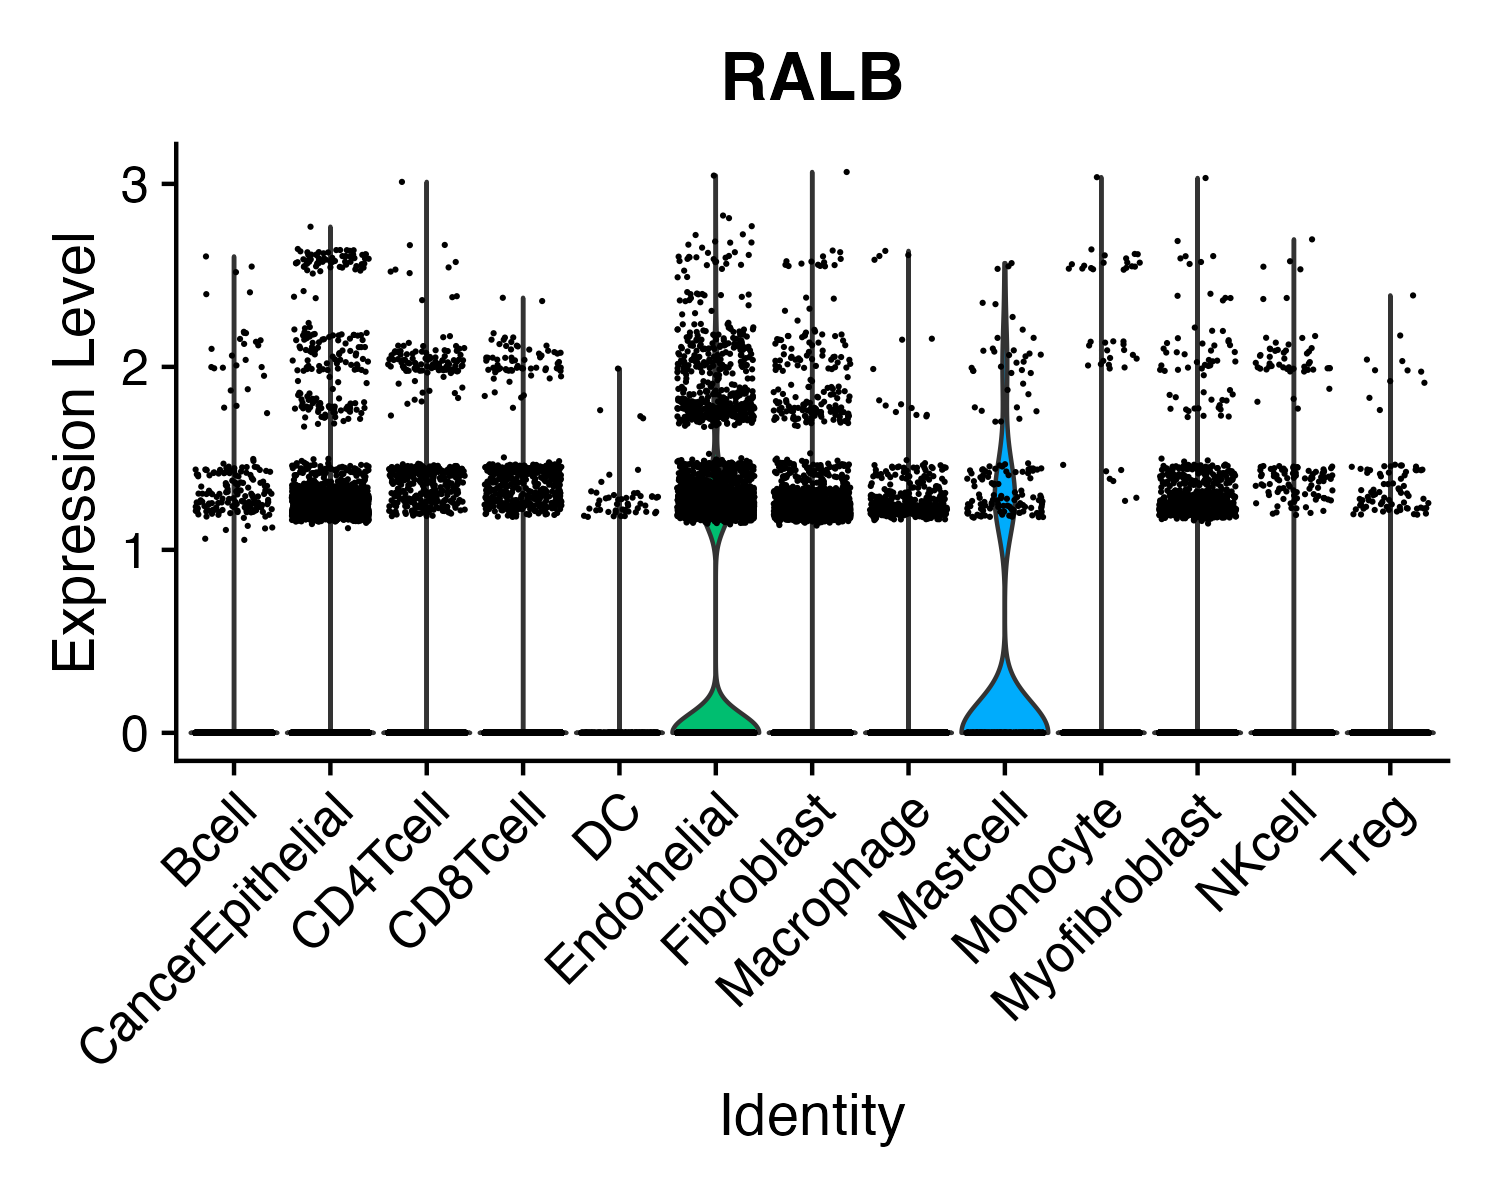 RALB
Expression Level
3
2
1
0
Bcell
CancerEpithelial
CD4Tcell
CD8Tcell
DC
Endothelial
Fibroblast
Macrophage
Mastcell
Monocyte
Myofibroblast
NKcell
Treg
Identity